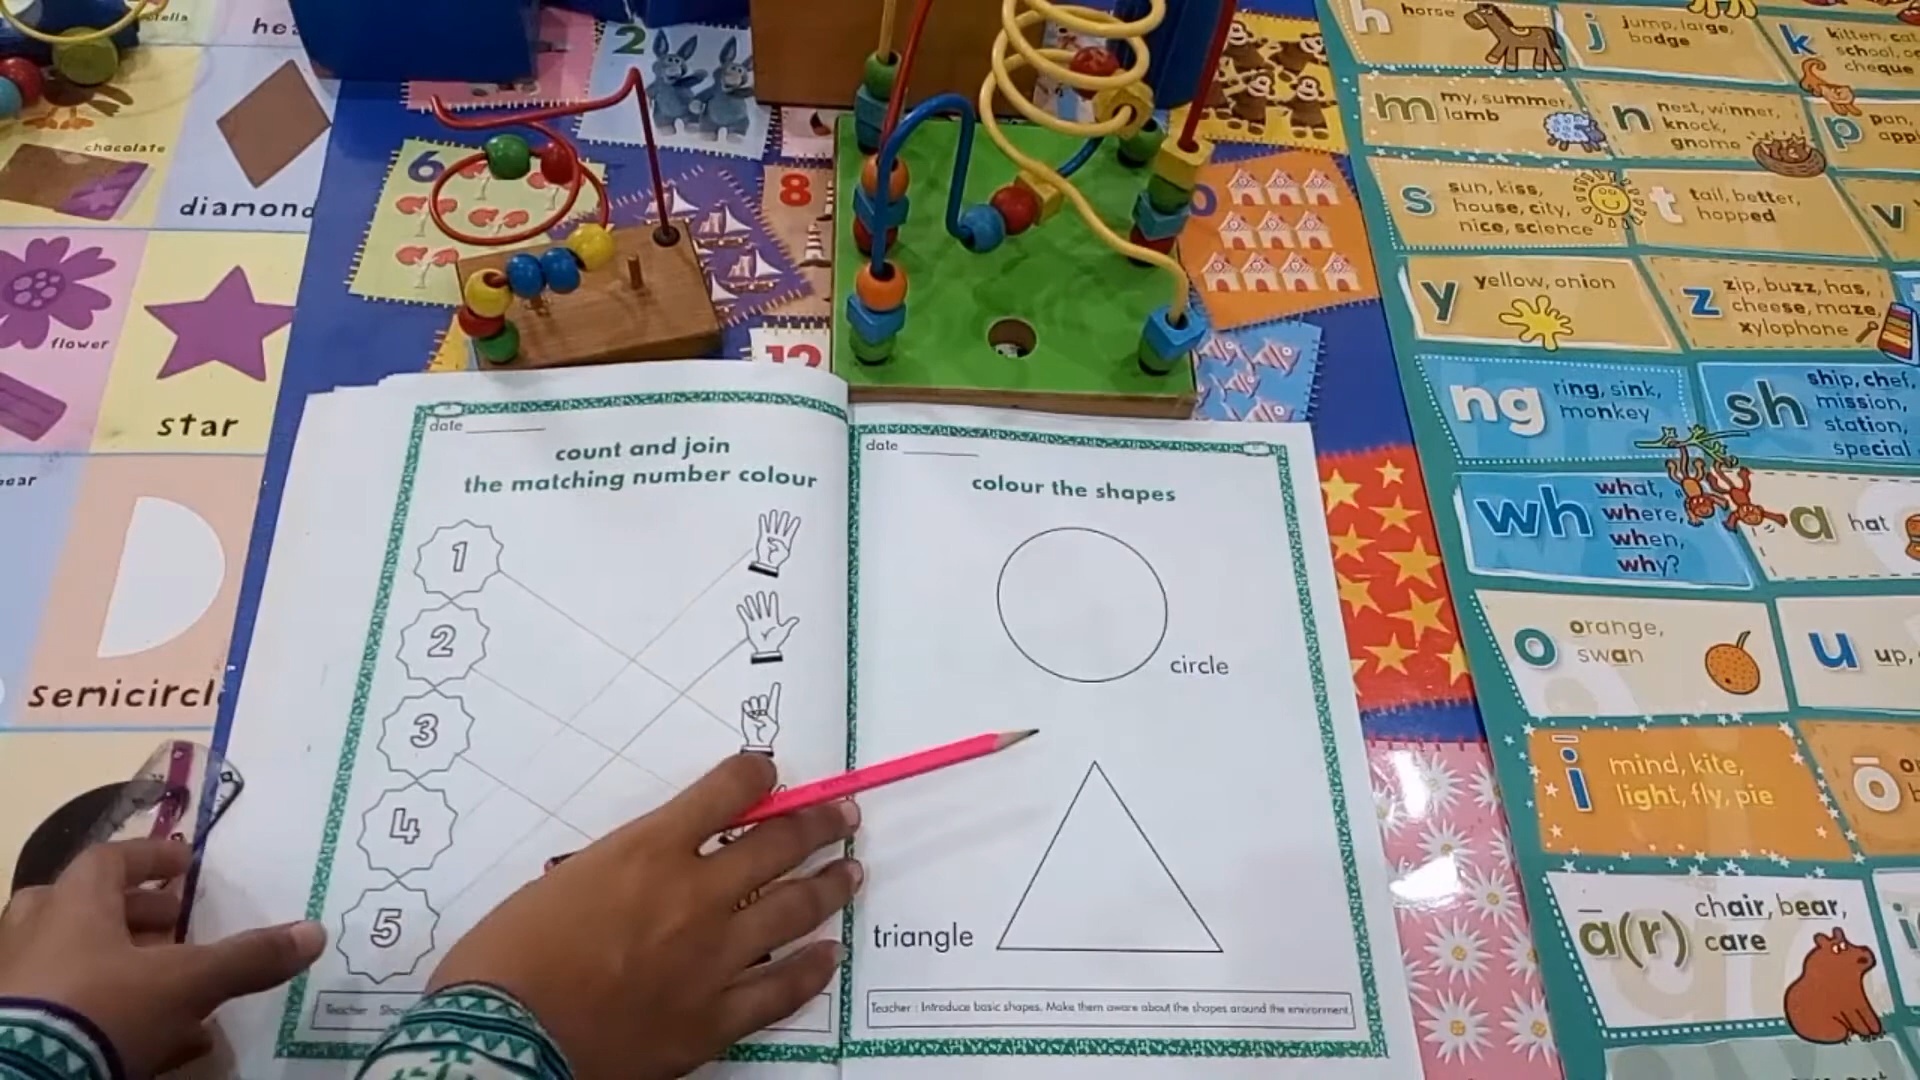 diamond
chocolate
flower
star
semicircl
2
6
8
12
date
count and join
the matching number colour
1
2
3
4
5
Teacher
date
colour the shapes
circle
triangle
Teacher : Introduce basic shapes. Make them aware about the shapes around the environment.
h horse
j jump, large,
badge
k kitten, cat
cheque
m my, summer,
lamb
n nest, winner,
knock,
gnome
p pan,
s sun, kiss,
house, city,
nice, science
t tail, better,
hopped
v
y yellow, onion
z zip, buzz, has,
cheese, maze,
xylophone
ng ring, sink,
monkey
sh ship, chef,
mission,
station,
special
wh what,
where,
when,
why?
a hat
o orange,
swan
u up,
i mind, kite,
light, fly, pie
ō
a(r) chair, bear,
care